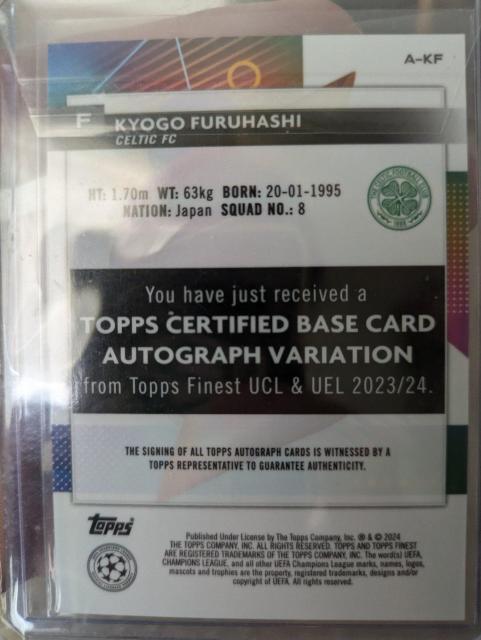 A-KF
F KYOGO FURUHASHI
CELTIC FC
HT: 1.70m WT: 63kg BORN: 20-01-1995
NATION: Japan SQUAD NO.: 8
THE CELTIC FOOTBALL CLUB
1888
You have just received a
TOPPS CERTIFIED BASE CARD
AUTOGRAPH VARIATION
from Topps Finest UCL & UEL 2023/24.
THE SIGNING OF ALL TOPPS AUTOGRAPH CARDS IS WITNESSED BY A
TOPPS REPRESENTATIVE TO GUARANTEE AUTHENTICITY.
Topps
Published Under License by The Topps Company, Inc. ® & © 2024
THE TOPPS COMPANY, INC. ALL RIGHTS RESERVED. TOPPS AND TOPPS FINEST
ARE REGISTERED TRADEMARKS OF THE TOPPS COMPANY, INC. The word(s) UEFA,
CHAMPIONS LEAGUE, and all other UEFA Champions League marks, names, logos,
mascots and trophies are the property, registered trademarks, designs and/or
copyright of UEFA. All rights reserved.